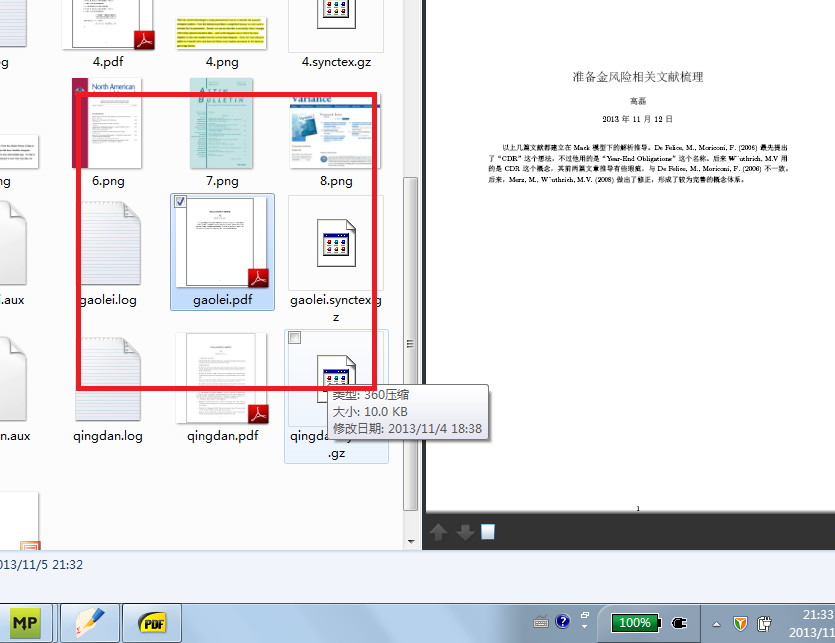 g
4.pdf
4.png
4.synctex.gz
North American
ASTIN
BULLETIN
Variance
ng
6.png
7.png
8.png
.aux
gaolei.log
gaolei.pdf
gaolei.synctex.g
z
n.aux
qingdan.log
qingdan.pdf
qingda
.gz
类型: 360压缩
大小: 10.0 KB
修改日期: 2013/11/4 18:38
准备金风险相关文献梳理
高磊
2013 年 11 月 12 日
以上几篇文献都建立在 Mack 模型下的解析推导。De Felice, M., Moriconi, F. (2006) 最先提出
了“CDR”这个想法，不过他用的是“Year-End Obligations”这个名称。后来 W¨uthrich, M.V 用
的是 CDR 这个概念，其前两篇文章推导有些瑕疵，与 De Felice, M., Moriconi, F. (2006) 不一致。
后来，Merz, M., W¨uthrich, M.V. (2008) 做出了修正，形成了较为完善的概念体系。
1
013/11/5 21:32
MP
PDF
100%
21:33
2013/11